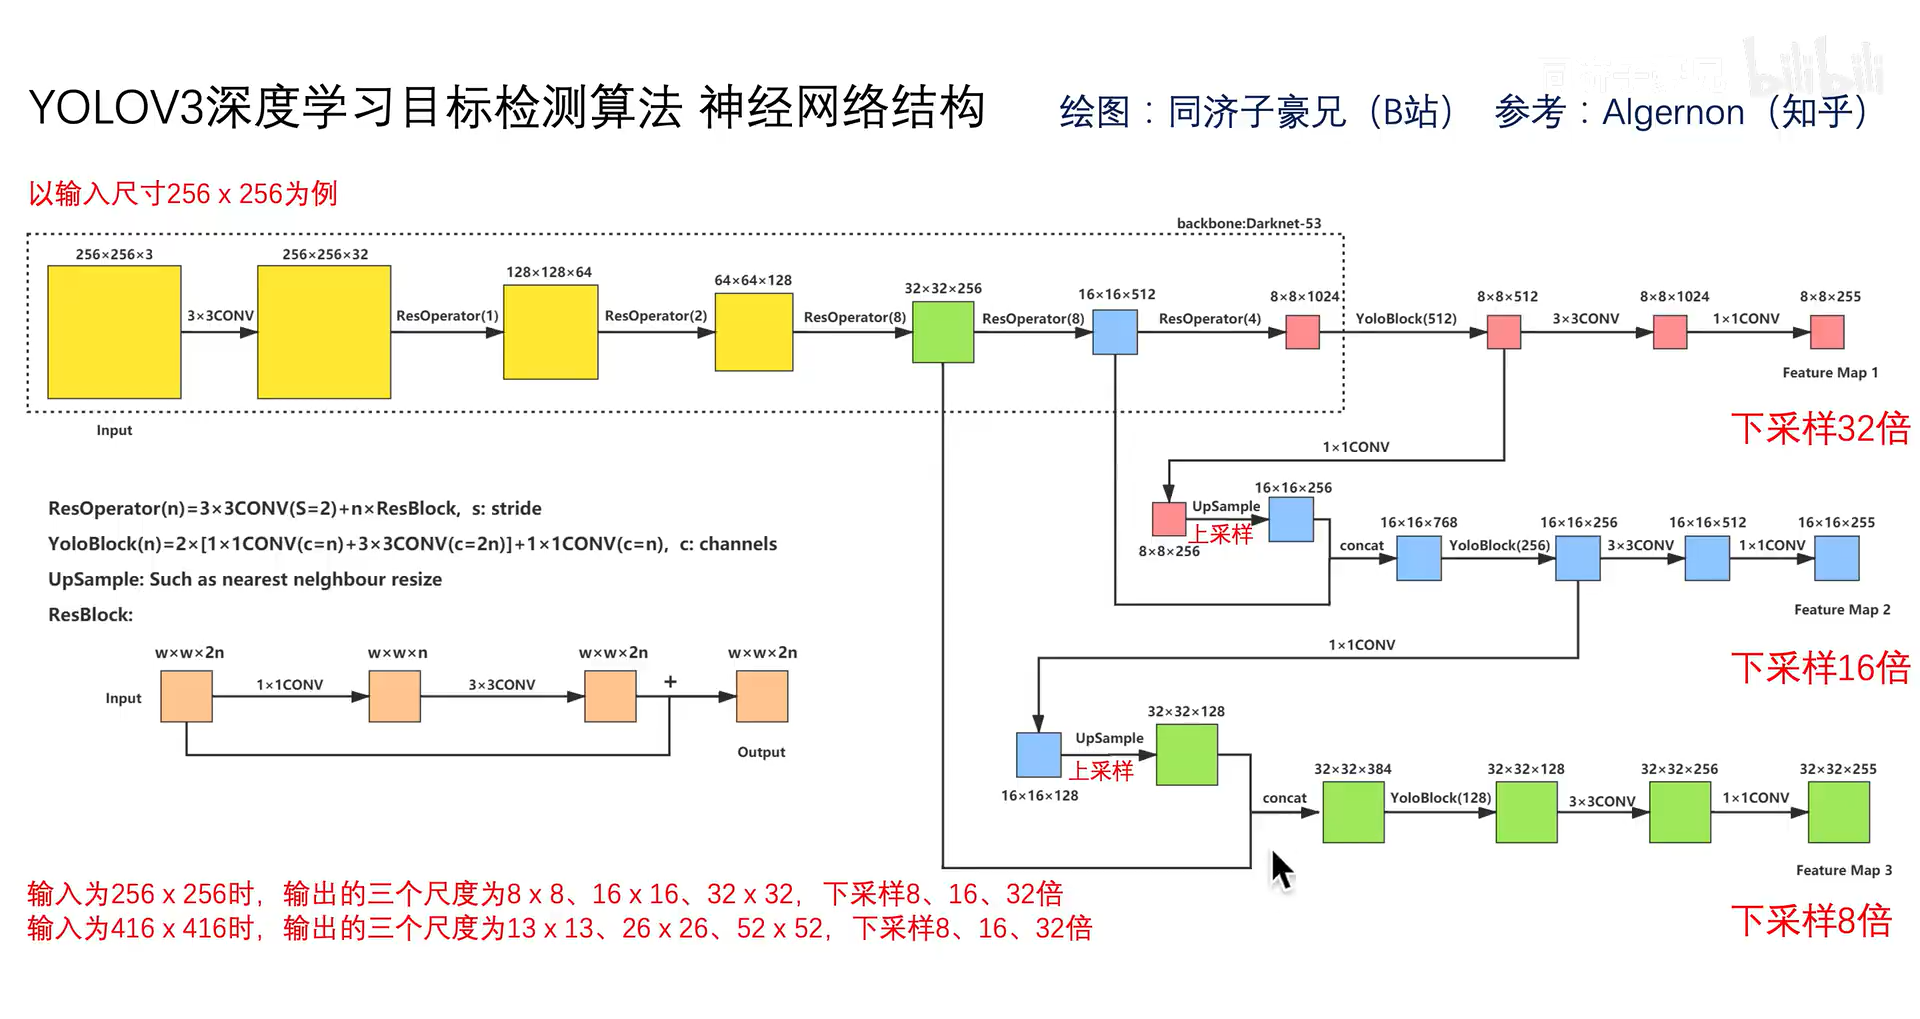 YOLOV3深度学习目标检测算法 神经网络结构
绘图：同济子豪兄（B站） 参考：Algernon（知乎）
bilibili
以输入尺寸256 x 256为例
backbone:Darknet-53
256×256×3
3×3CONV
256×256×32
ResOperator(1)
128×128×64
ResOperator(2)
64×64×128
ResOperator(8)
32×32×256
ResOperator(8)
16×16×512
ResOperator(4)
8×8×1024
YoloBlock(512)
8×8×512
3×3CONV
8×8×1024
1×1CONV
8×8×255
Input
Feature Map 1
下采样32倍
1×1CONV
8×8×256
UpSample
上采样
16×16×256
concat
16×16×768
YoloBlock(256)
16×16×256
3×3CONV
16×16×512
1×1CONV
16×16×255
Feature Map 2
下采样16倍
ResOperator(n)=3×3CONV(S=2)+n×ResBlock, s: stride
YoloBlock(n)=2×[1×1CONV(c=n)+3×3CONV(c=2n)]+1×1CONV(c=n), c: channels
UpSample: Such as nearest nelghbour resize
ResBlock:
w×w×2n
w×w×n
w×w×2n
w×w×2n
Input
1×1CONV
3×3CONV
+
Output
1×1CONV
16×16×128
UpSample
上采样
32×32×128
concat
32×32×384
YoloBlock(128)
32×32×128
3×3CONV
32×32×256
1×1CONV
32×32×255
Feature Map 3
下采样8倍
输入为256 x 256时，输出的三个尺度为8 x 8、16 x 16、32 x 32，下采样8、16、32倍
输入为416 x 416时，输出的三个尺度为13 x 13、26 x 26、52 x 52，下采样8、16、32倍